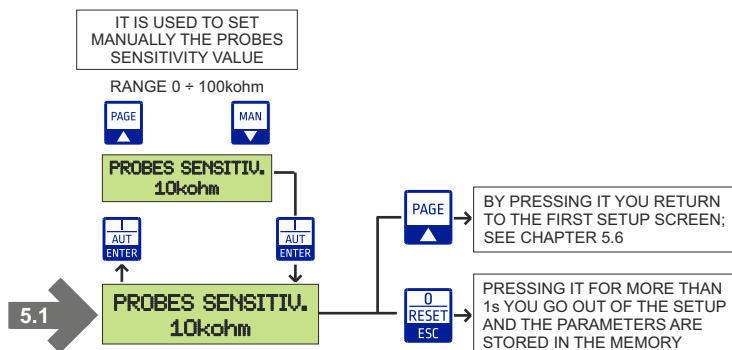 IT IS USED TO SET
MANUALLY THE PROBES
SENSITIVITY VALUE
RANGE 0 ÷ 100kohm
PAGE
MAN
PROBES SENSITIV.
10kohm
I
AUT
ENTER
I
AUT
ENTER
5.1
PROBES SENSITIV.
10kohm
PAGE
BY PRESSING IT YOU RETURN
TO THE FIRST SETUP SCREEN;
SEE CHAPTER 5.6
0
RESET
ESC
PRESSING IT FOR MORE THAN
1s YOU GO OUT OF THE SETUP
AND THE PARAMETERS ARE
STORED IN THE MEMORY